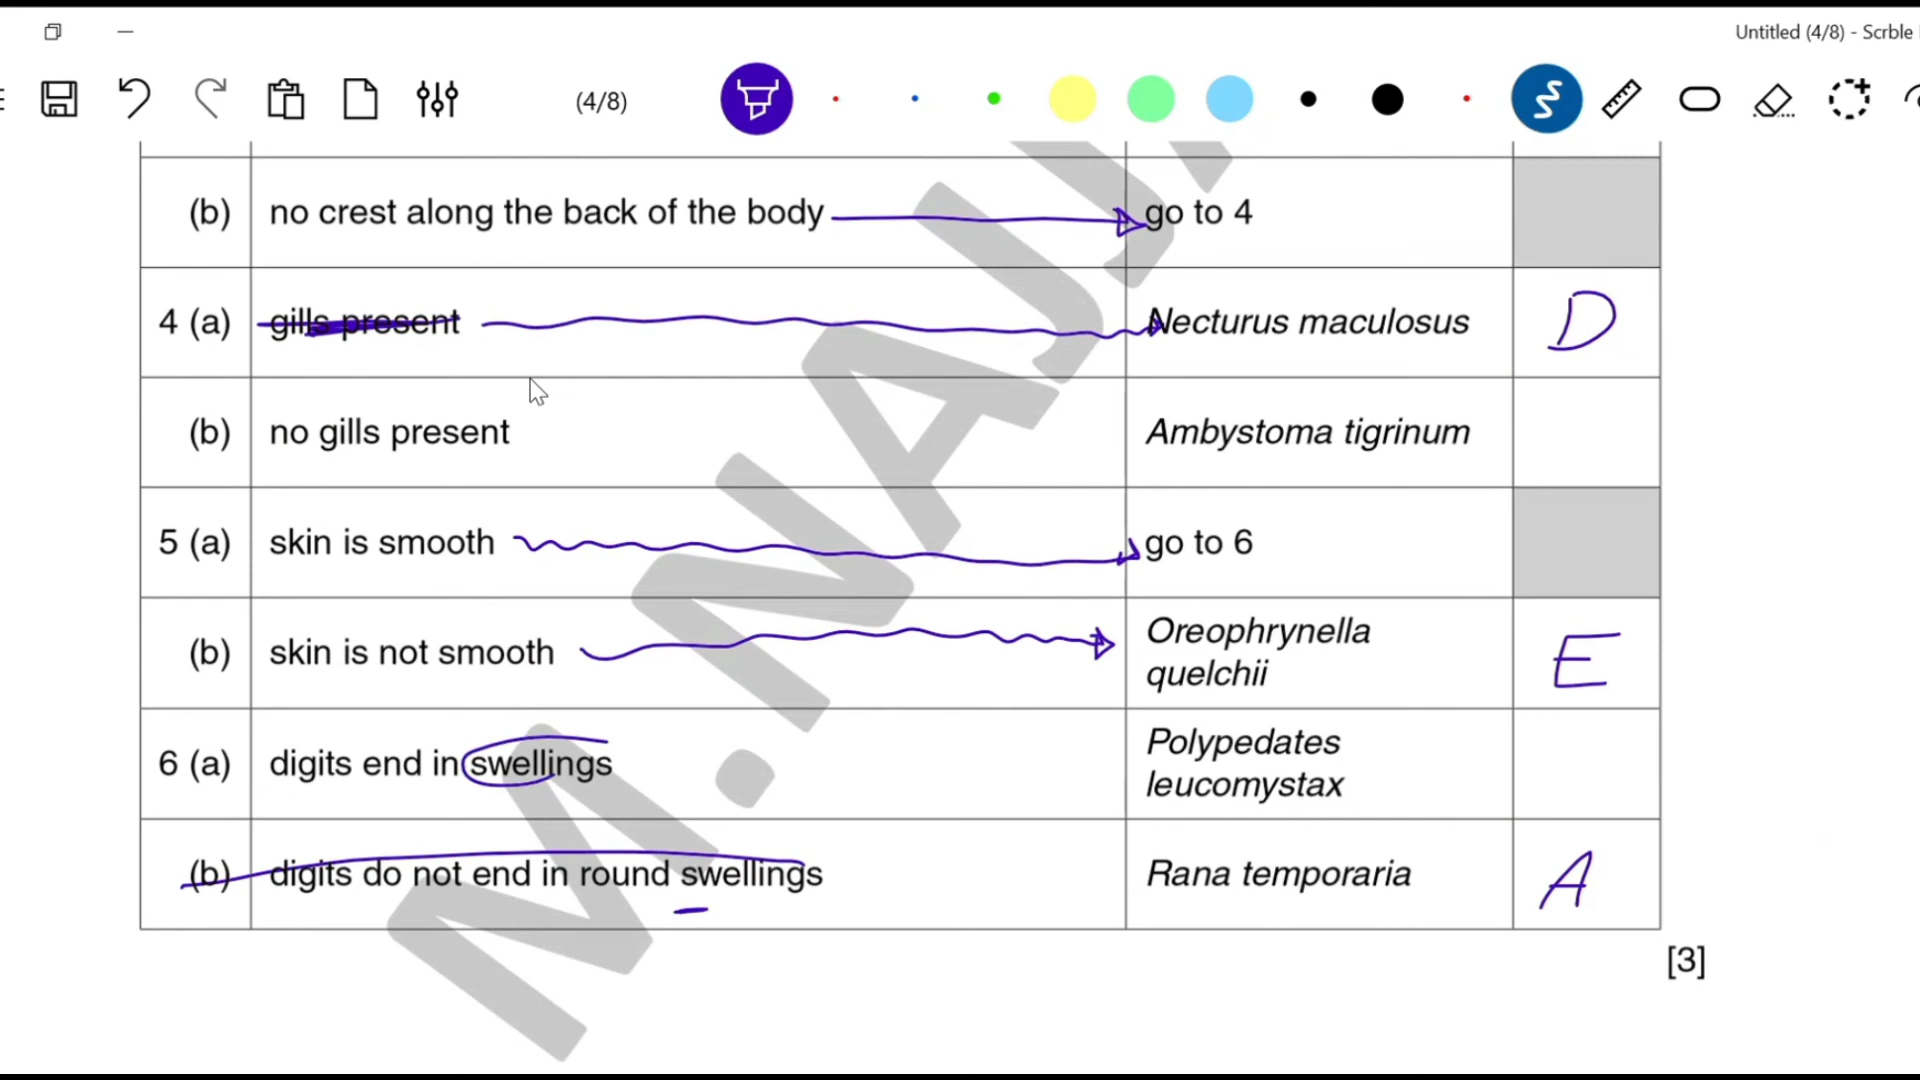 Untitled (4/8) - Scrble
(4/8)
(b) no crest along the back of the body go to 4
4 (a) gills present Necturus maculosus D
(b) no gills present Ambystoma tigrinum
5 (a) skin is smooth go to 6
(b) skin is not smooth Oreophrynella
quelchii E
6 (a) digits end in swellings Polypedates
leucomystax
(b) digits do not end in round swellings Rana temporaria A
[3]